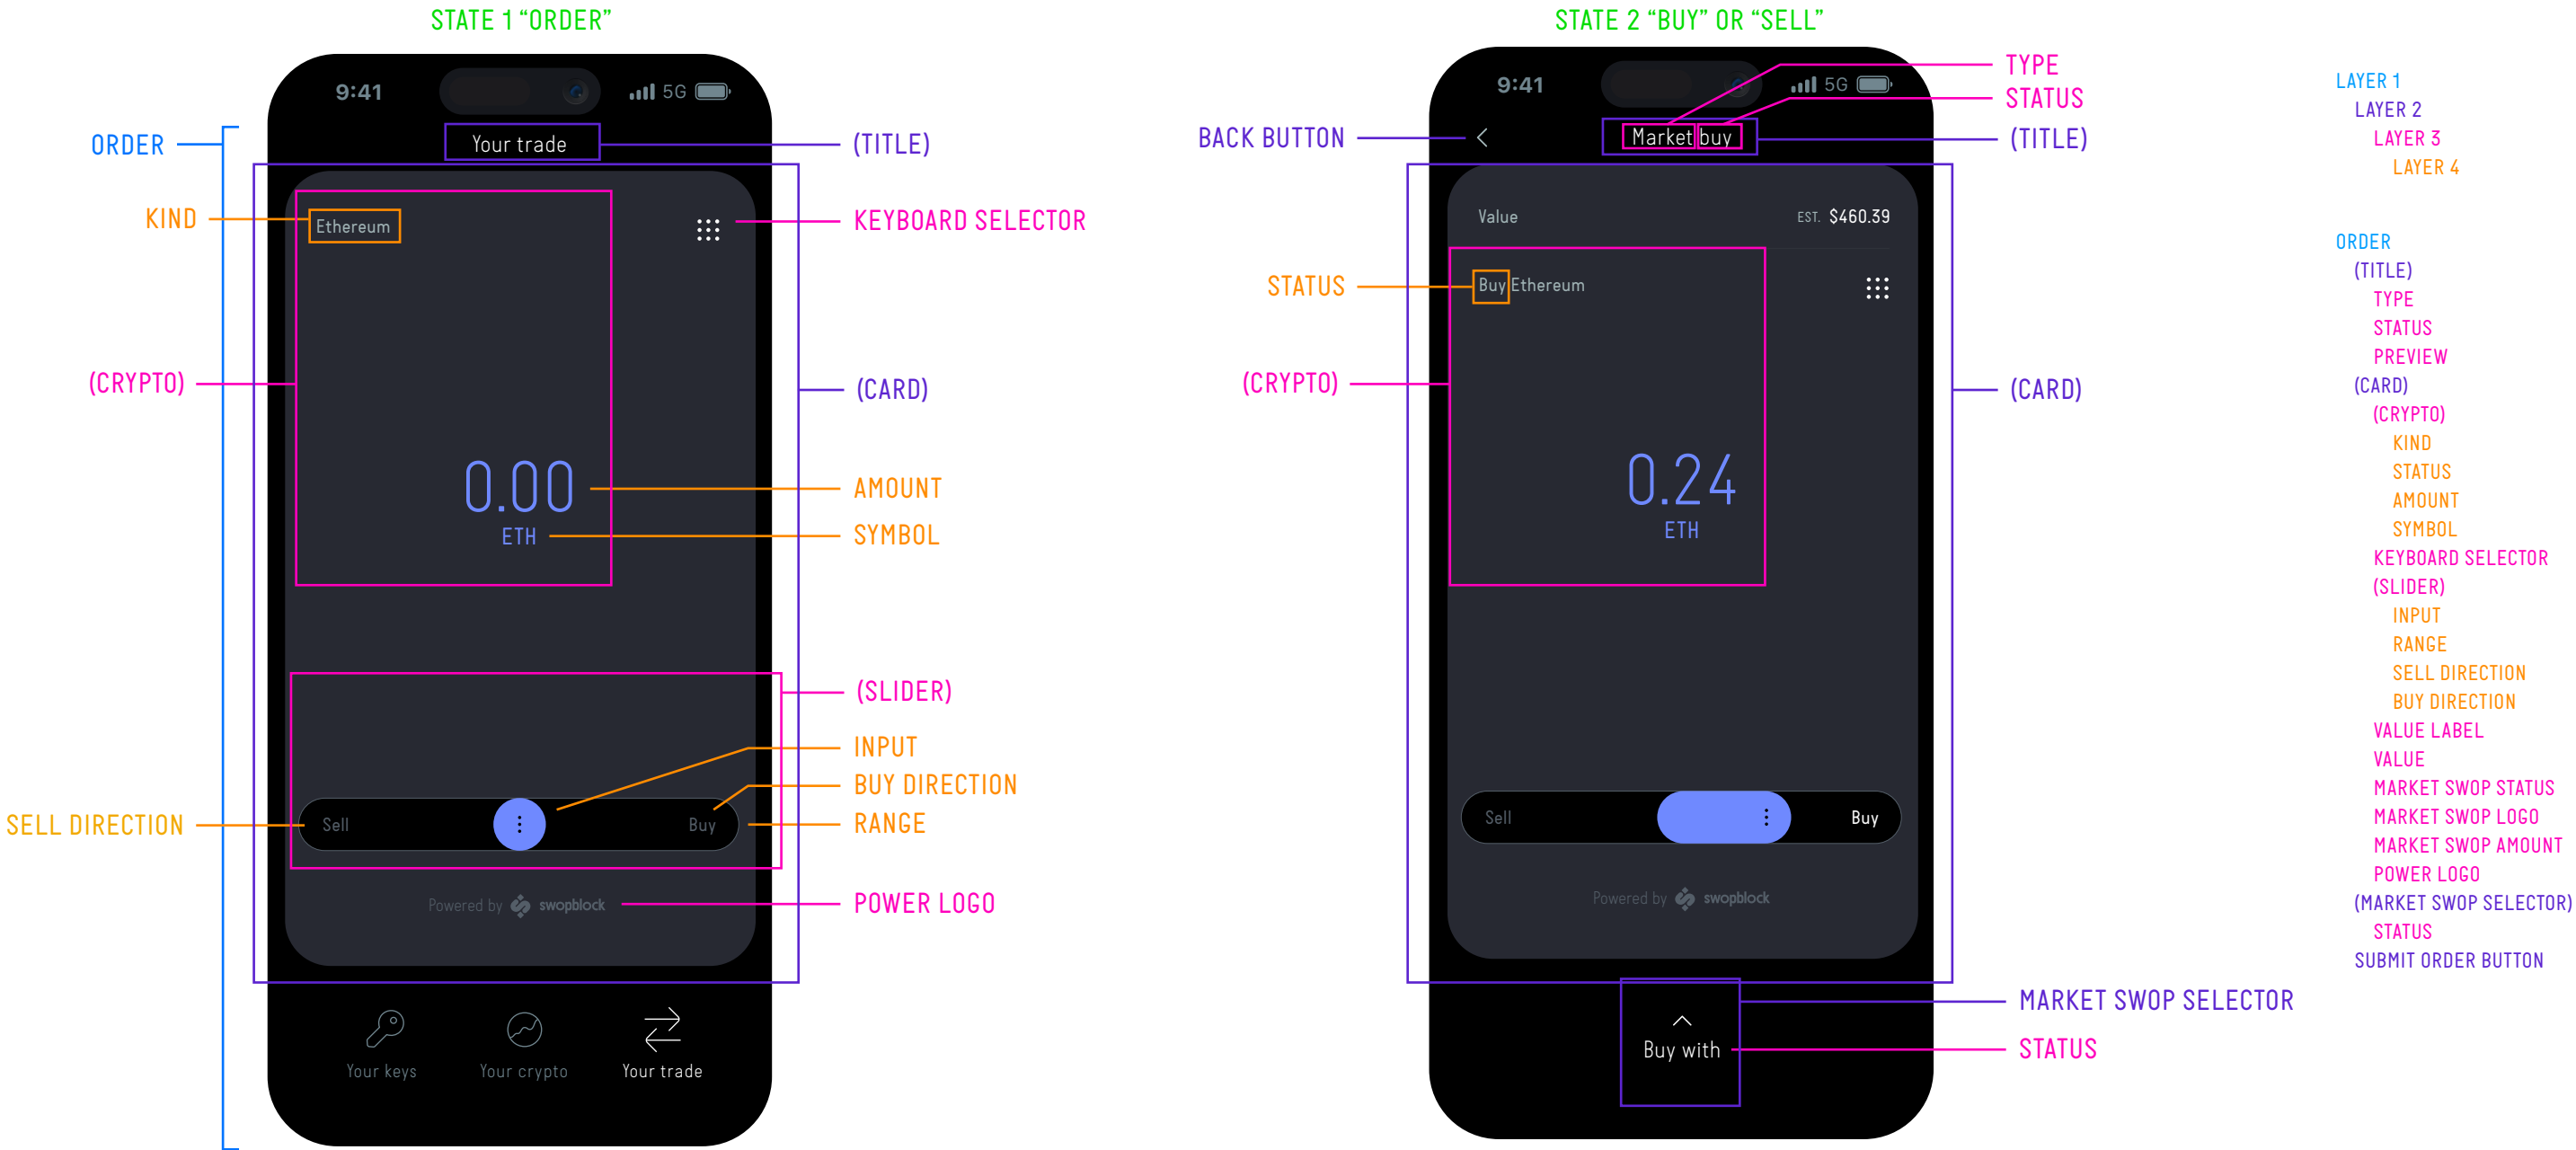 STATE 1 “ORDER”
9:41
5G
ORDER
Your trade
(TITLE)
KIND
Ethereum
KEYBOARD SELECTOR
(CRYPTO)
(CARD)
0.00
AMOUNT
ETH
SYMBOL
(SLIDER)
INPUT
BUY DIRECTION
SELL DIRECTION
Sell
Buy
RANGE
Powered by swopblock
POWER LOGO
Your keys
Your crypto
Your trade
STATE 2 “BUY” OR “SELL”
9:41
5G
TYPE
STATUS
BACK BUTTON
Market buy
(TITLE)
Value
EST. $460.39
STATUS
Buy Ethereum
(CRYPTO)
(CARD)
0.24
ETH
Sell
Buy
Powered by swopblock
MARKET SWOP SELECTOR
Buy with
STATUS
LAYER 1
LAYER 2
LAYER 3
LAYER 4
ORDER
(TITLE)
TYPE
STATUS
PREVIEW
(CARD)
(CRYPTO)
KIND
STATUS
AMOUNT
SYMBOL
KEYBOARD SELECTOR
(SLIDER)
INPUT
RANGE
SELL DIRECTION
BUY DIRECTION
VALUE LABEL
VALUE
MARKET SWOP STATUS
MARKET SWOP LOGO
MARKET SWOP AMOUNT
POWER LOGO
(MARKET SWOP SELECTOR)
STATUS
SUBMIT ORDER BUTTON